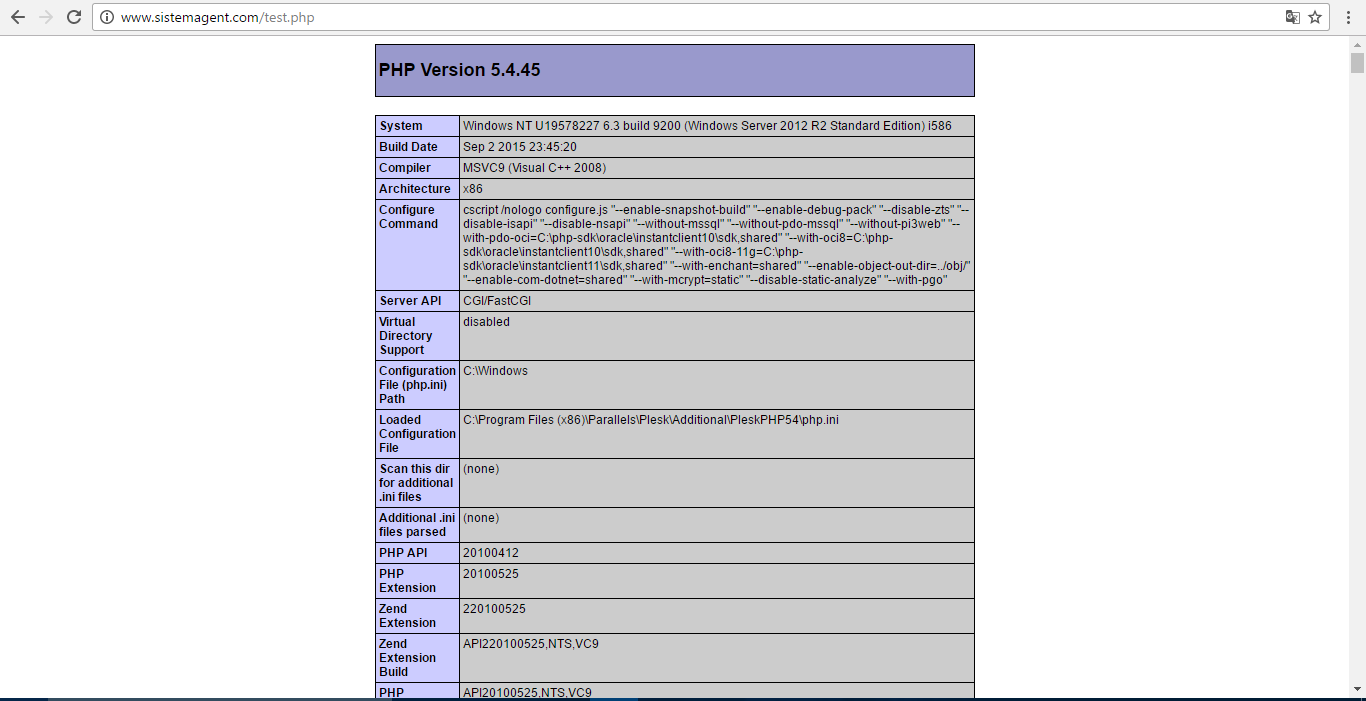 www.sistemagent.com/test.php
PHP Version 5.4.45
System Windows NT U19578227 6.3 build 9200 (Windows Server 2012 R2 Standard Edition) i586
Build Date Sep 2 2015 23:45:20
Compiler MSVC9 (Visual C++ 2008)
Architecture x86
Configure
Command
cscript /nologo configure.js "--enable-snapshot-build" "--enable-debug-pack" "--disable-zts" "--
disable-isapi" "--disable-nsapi" "--without-mssql" "--without-pdo-mssql" "--without-pi3web" "--
with-pdo-oci=C:\php-sdk\oracle\instantclient10\sdk,shared" "--with-oci8=C:\php-
sdk\oracle\instantclient10\sdk,shared" "--with-oci8-11g=C:\php-
sdk\oracle\instantclient11\sdk,shared" "--with-enchant=shared" "--enable-object-out-dir=../obj/"
"--enable-com-dotnet=shared" "--with-mcrypt=static" "--disable-static-analyze" "--with-pgo"
Server API CGI/FastCGI
Virtual
Directory
Support
disabled
Configuration
File (php.ini)
Path
C:\Windows
Loaded
Configuration
File
C:\Program Files (x86)\Parallels\Plesk\Additional\PleskPHP54\php.ini
Scan this dir
for additional
.ini files
(none)
Additional .ini
files parsed
(none)
PHP API 20100412
PHP
Extension
20100525
Zend
Extension
220100525
Zend
Extension
Build
API220100525,NTS,VC9
PHP API20100525,NTS,VC9